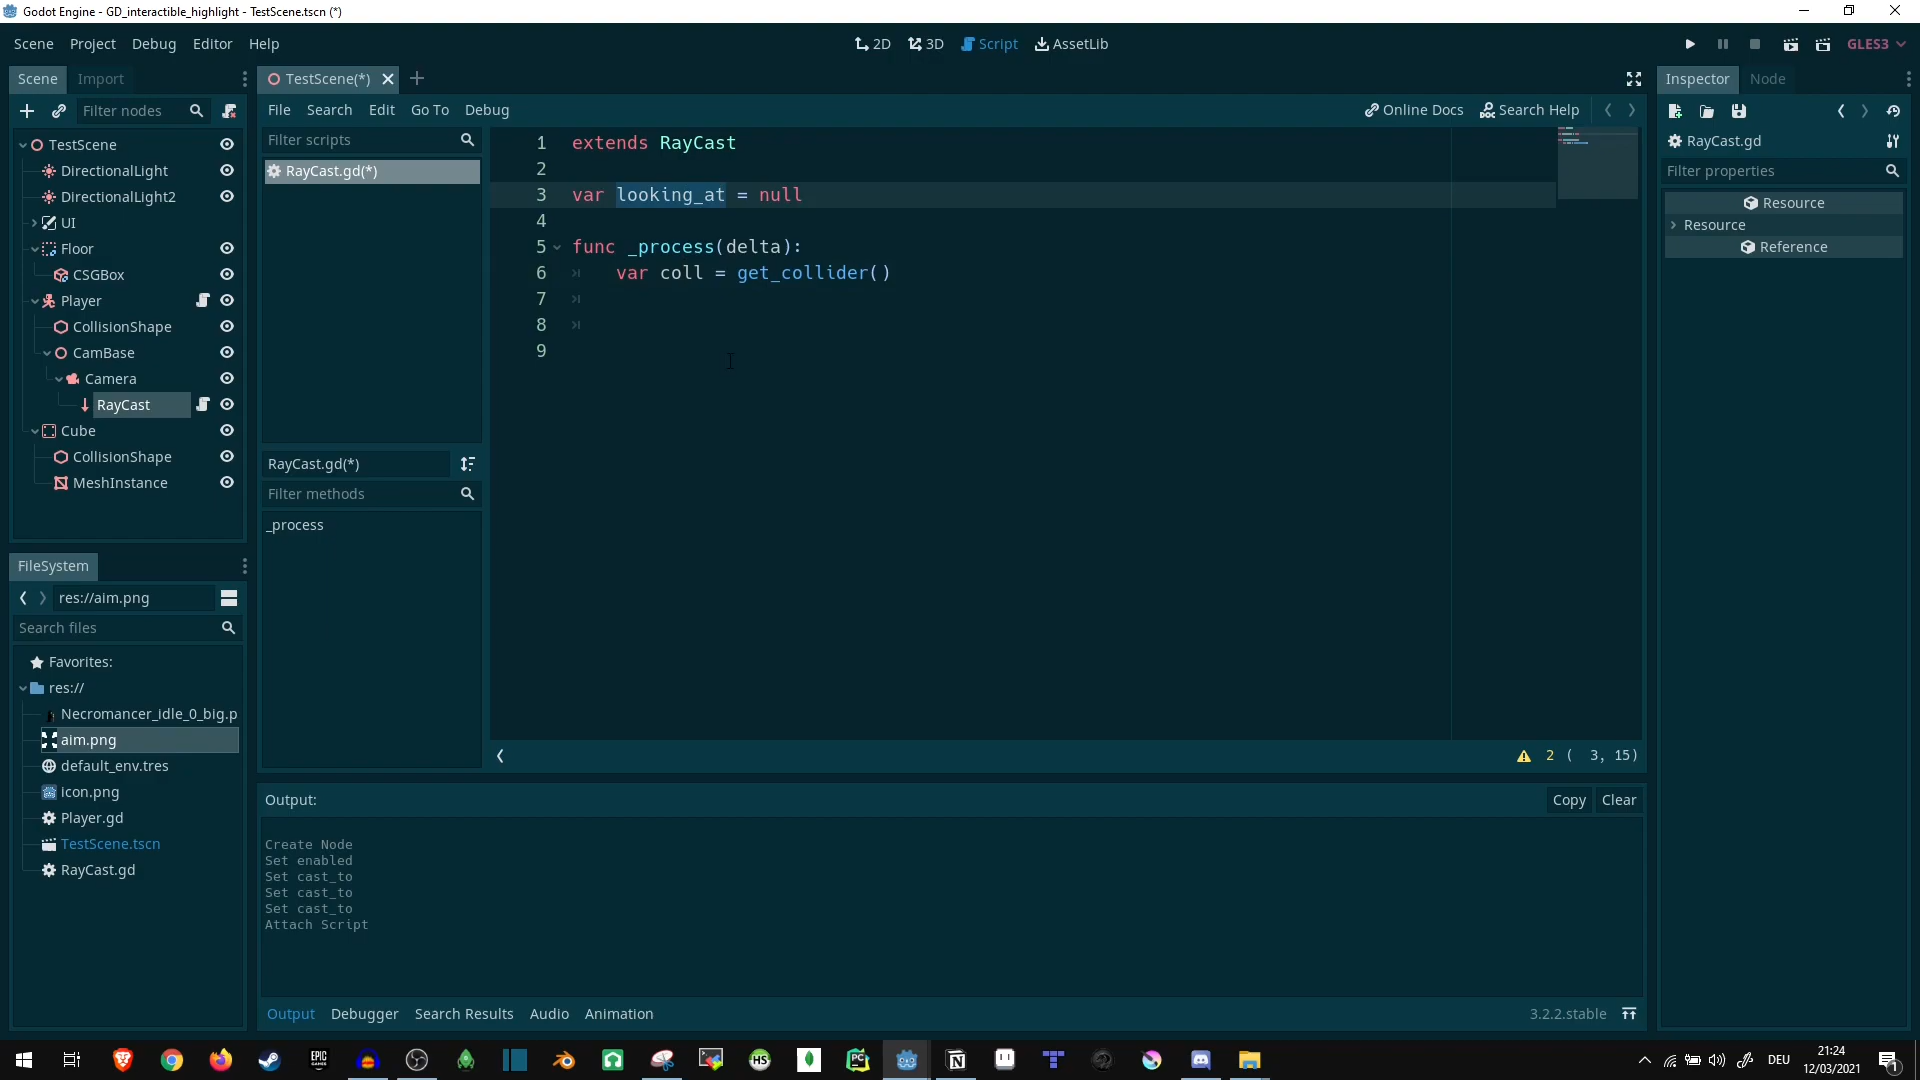 Godot Engine - GD_interactible_highlight - TestScene.tscn (*)
Scene Project Debug Editor Help
2D 3D Script AssetLib
GLES3
Scene Import
Filter nodes
TestScene
DirectionalLight
DirectionalLight2
UI
Floor
CSGBox
Player
CollisionShape
CamBase
Camera
RayCast
Cube
CollisionShape
MeshInstance
FileSystem
res://aim.png
Search files
Favorites:
res://
Necromancer_idle_0_big.p
aim.png
default_env.tres
icon.png
Player.gd
TestScene.tscn
RayCast.gd
TestScene(*)
File Search Edit Go To Debug
Online Docs Search Help
Filter scripts
RayCast.gd(*)
RayCast.gd(*)
Filter methods
_process
1 extends RayCast
2
3 var looking_at = null
4
5 func _process(delta):
6 var coll = get_collider()
7
8
9
2 ( 3, 15)
Output:
Copy Clear
Create Node
Set enabled
Set cast_to
Set cast_to
Set cast_to
Attach Script
Output Debugger Search Results Audio Animation
3.2.2.stable
Inspector Node
RayCast.gd
Filter properties
Resource
Resource
Reference
EPIC
GAMES
HS
PC
N
T
DEU
21:24
12/03/2021
1